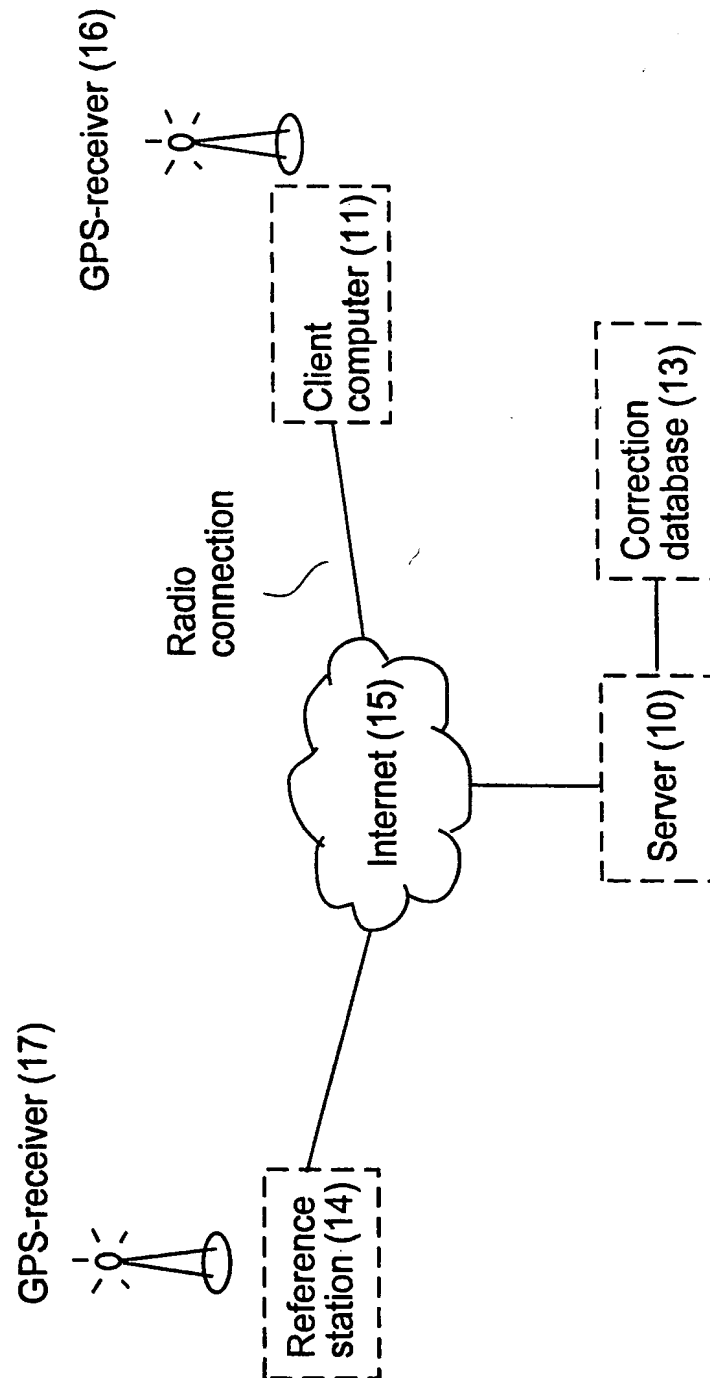 GPS-receiver (17)
GPS-receiver (16)
Radio
connection
Reference
station (14)
Internet (15)
Client
computer (11)
Server (10)
Correction
database (13)